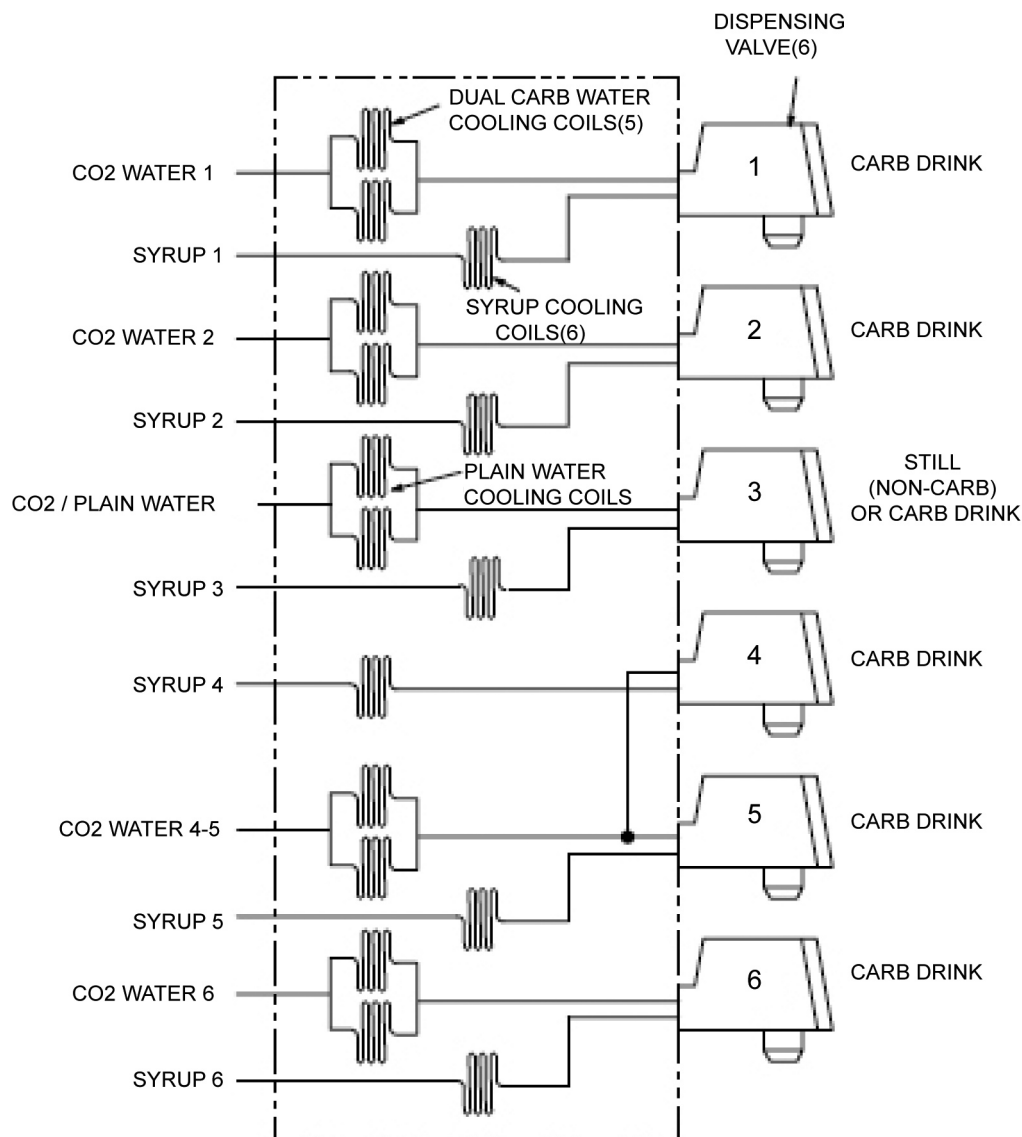 DISPENSING
VALVE(6)
DUAL CARB WATER
COOLING COILS(5)
CO2 WATER 1
1
CARB DRINK
SYRUP 1
SYRUP COOLING
COILS(6)
CO2 WATER 2
2
CARB DRINK
SYRUP 2
PLAIN WATER
COOLING COILS
CO2 / PLAIN WATER
3
STILL
(NON-CARB)
OR CARB DRINK
SYRUP 3
4
CARB DRINK
SYRUP 4
CO2 WATER 4-5
5
CARB DRINK
SYRUP 5
CO2 WATER 6
6
CARB DRINK
SYRUP 6